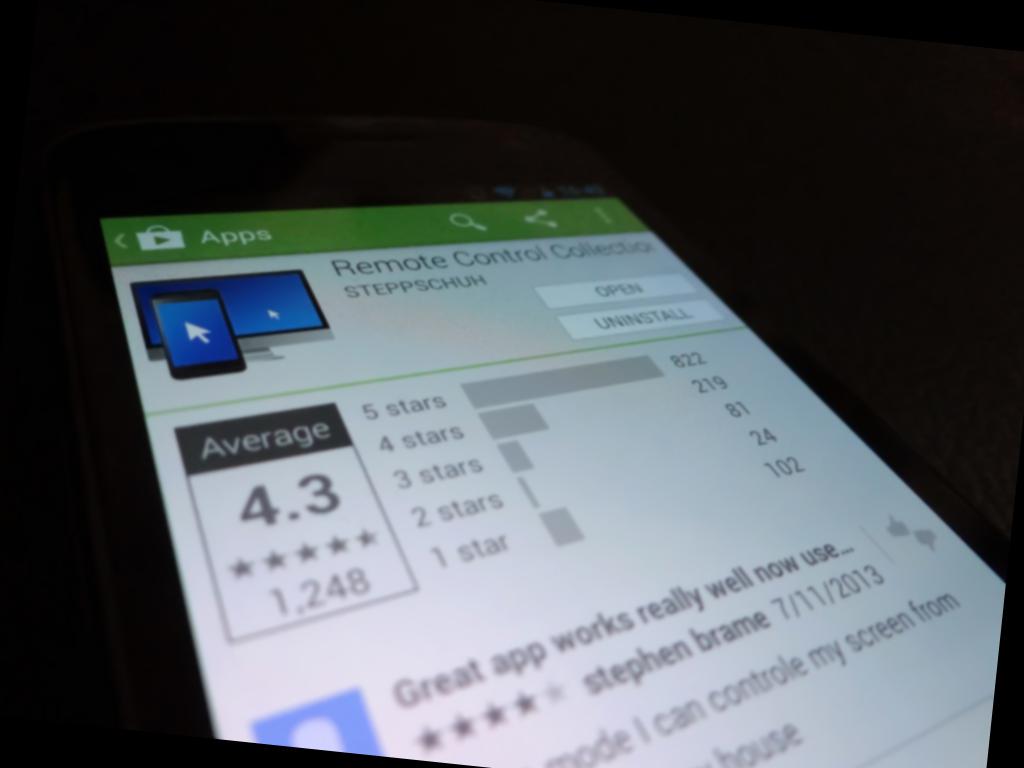 Apps
Remote Control Collection
STEPPSCHUH
OPEN
UNINSTALL
Average
4.3
1,248
5 stars 822
4 stars 219
3 stars 81
2 stars 24
1 star 102
Great app works really well now use...
stephen brame 7/11/2013
mode I can controle my screen from
house